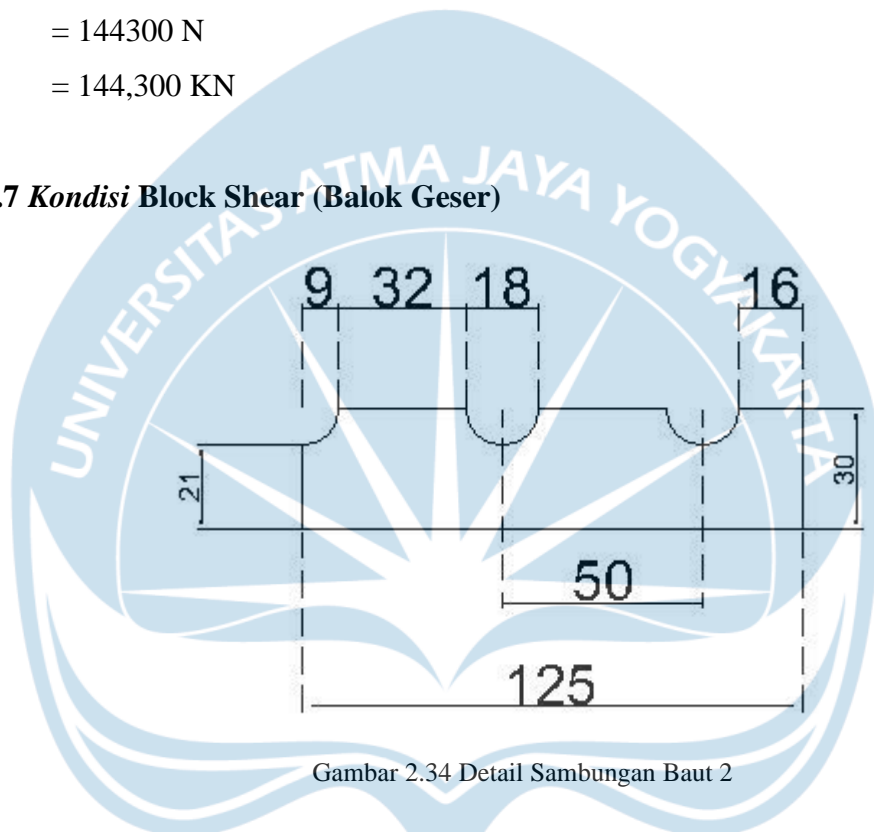 = 144300 N
= 144,300 KN
.7 Kondisi Block Shear (Balok Geser)
UNIVERSITAS ATMA JAYA YOGYAKARTA
9 32 18 16
21
30
50
125
Gambar 2.34 Detail Sambungan Baut 2